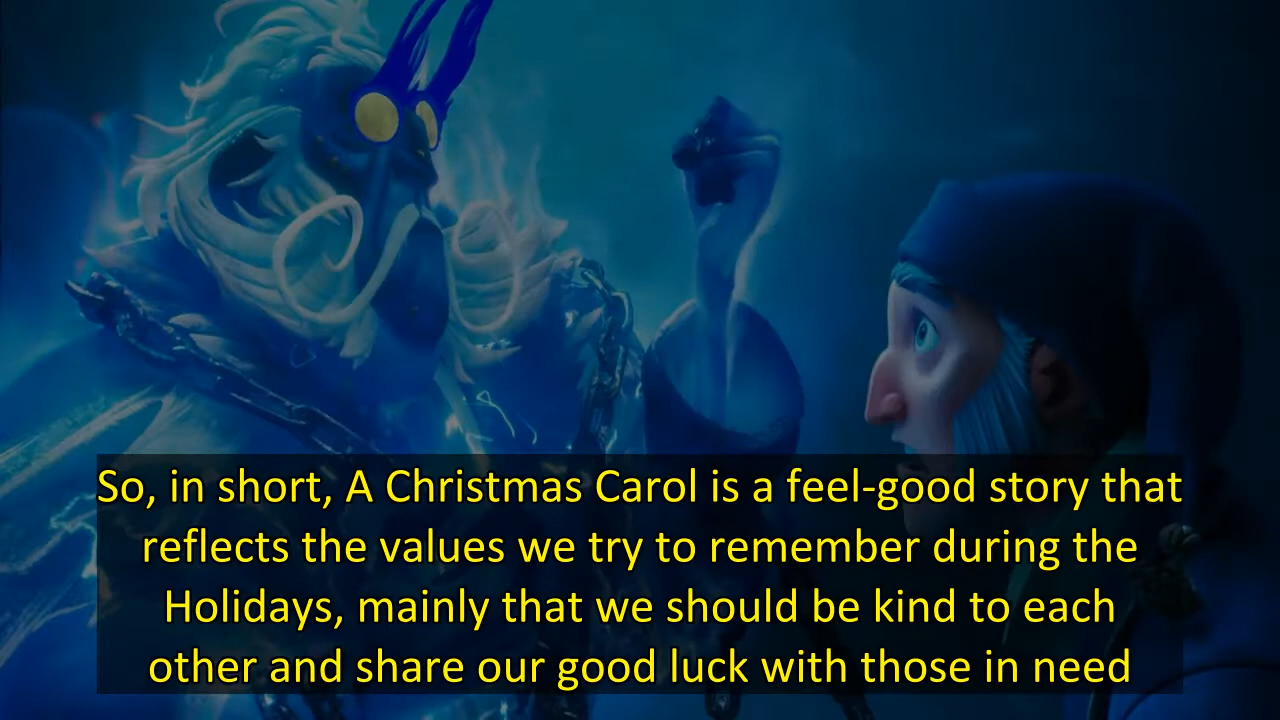 So, in short, A Christmas Carol is a feel-good story that
reflects the values we try to remember during the
Holidays, mainly that we should be kind to each
other and share our good luck with those in need